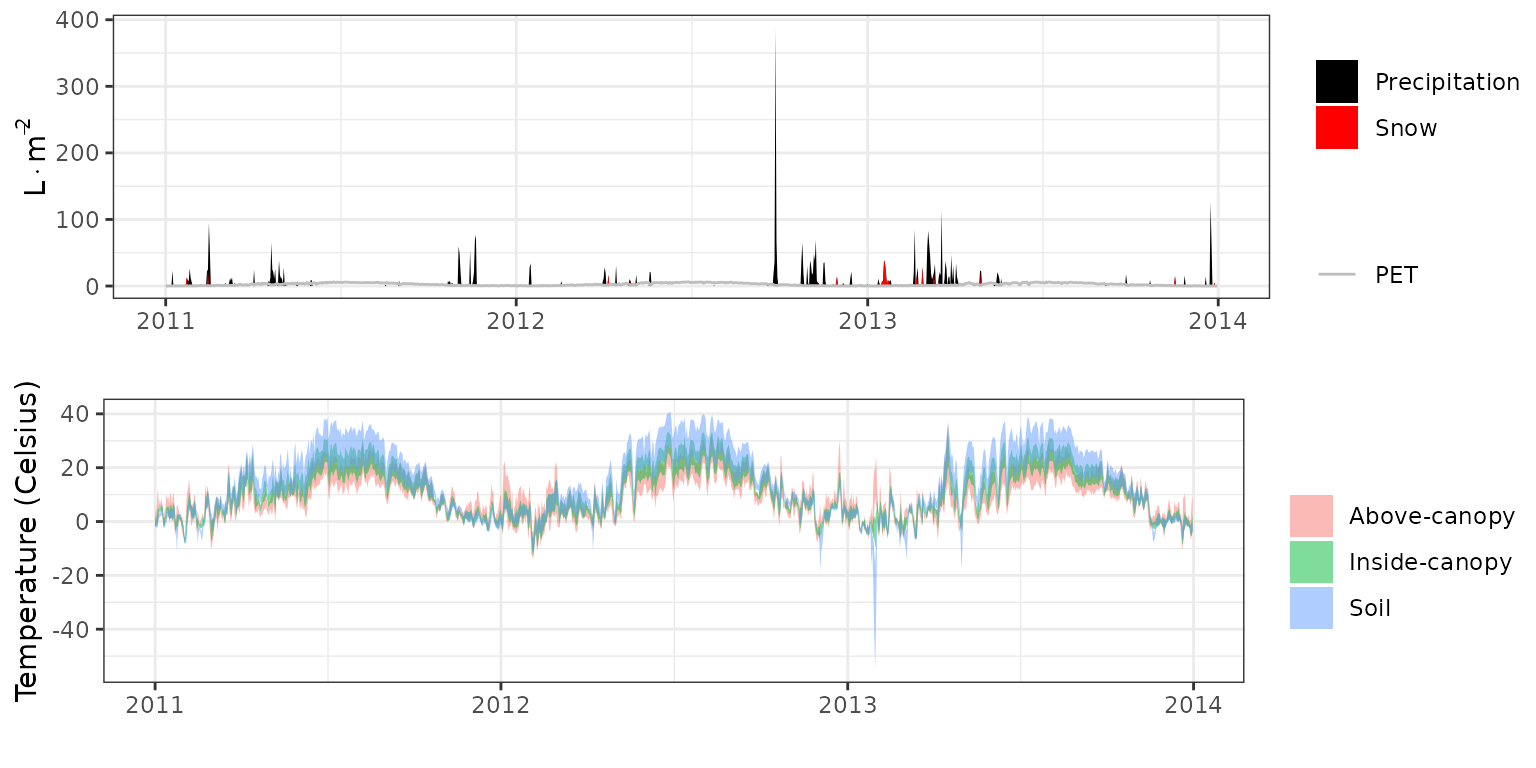 400
300
200
100
0
L · m⁻²
2011 2012 2013 2014
Precipitation
Snow
PET
40
20
0
-20
-40
Temperature (Celsius)
2011 2012 2013 2014
Above-canopy
Inside-canopy
Soil